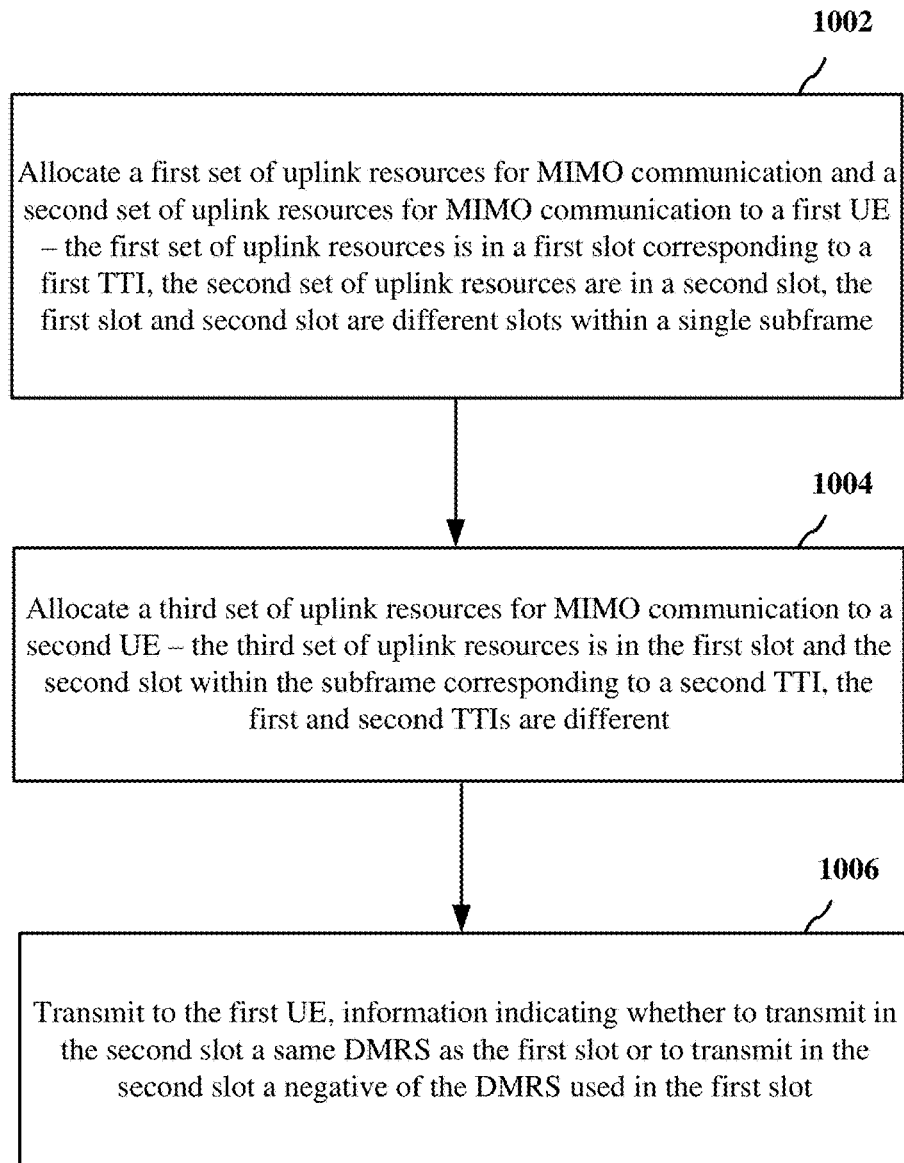 1002
Allocate a first set of uplink resources for MIMO communication and a
second set of uplink resources for MIMO communication to a first UE
– the first set of uplink resources is in a first slot corresponding to a
first TTI, the second set of uplink resources are in a second slot, the
first slot and second slot are different slots within a single subframe
1004
Allocate a third set of uplink resources for MIMO communication to a
second UE – the third set of uplink resources is in the first slot and the
second slot within the subframe corresponding to a second TTI, the
first and second TTIs are different
1006
Transmit to the first UE, information indicating whether to transmit in
the second slot a same DMRS as the first slot or to transmit in the
second slot a negative of the DMRS used in the first slot